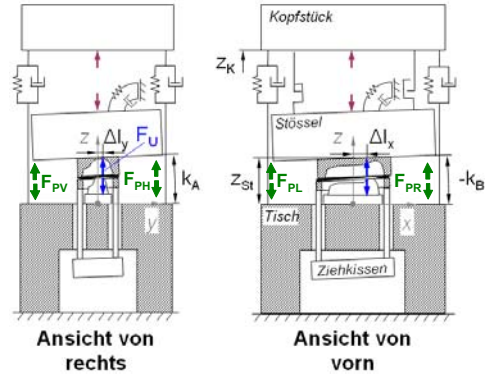 Kopfstück
z_K
Stössel
z
Δl_y
F_U
z
Δl_x
F_PV
F_PH
k_A
z_St
F_PL
F_PR
-k_B
y
Tisch
x
Ziehkissen
Ansicht von
rechts
Ansicht von
vorn